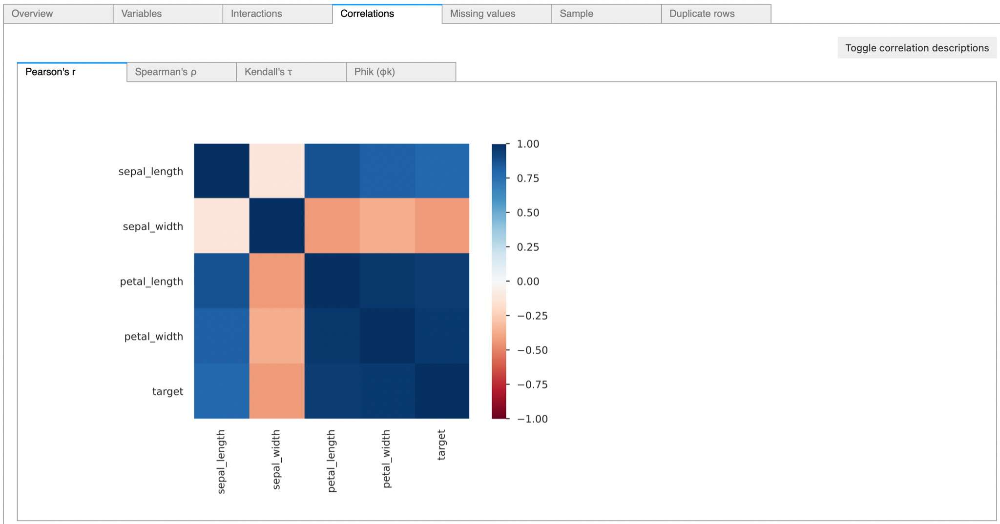 Overview Variables Interactions Correlations Missing values Sample Duplicate rows
Toggle correlation descriptions
Pearson's r Spearman's ρ Kendall's τ Phik (φk)
sepal_length
sepal_width
petal_length
petal_width
target
sepal_length
sepal_width
petal_length
petal_width
target
1.00
0.75
0.50
0.25
0.00
−0.25
−0.50
−0.75
−1.00